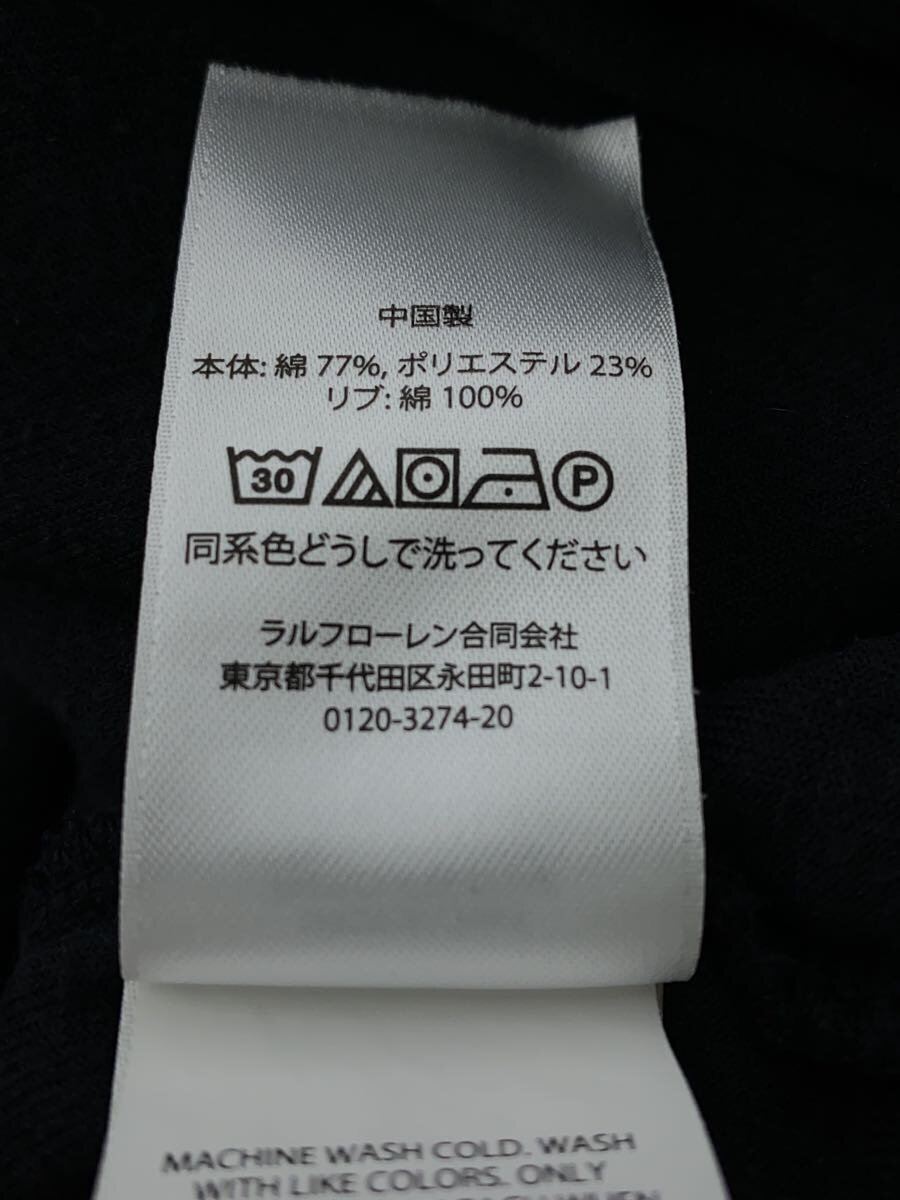 中国製
本体: 綿 77%, ポリエステル 23%
リブ: 綿 100%
30 P
同系色どうしで洗ってください
ラルフローレン合同会社
東京都千代田区永田町2-10-1
0120-3274-20
MACHINE WASH COLD. WASH
WITH LIKE COLORS. ONLY